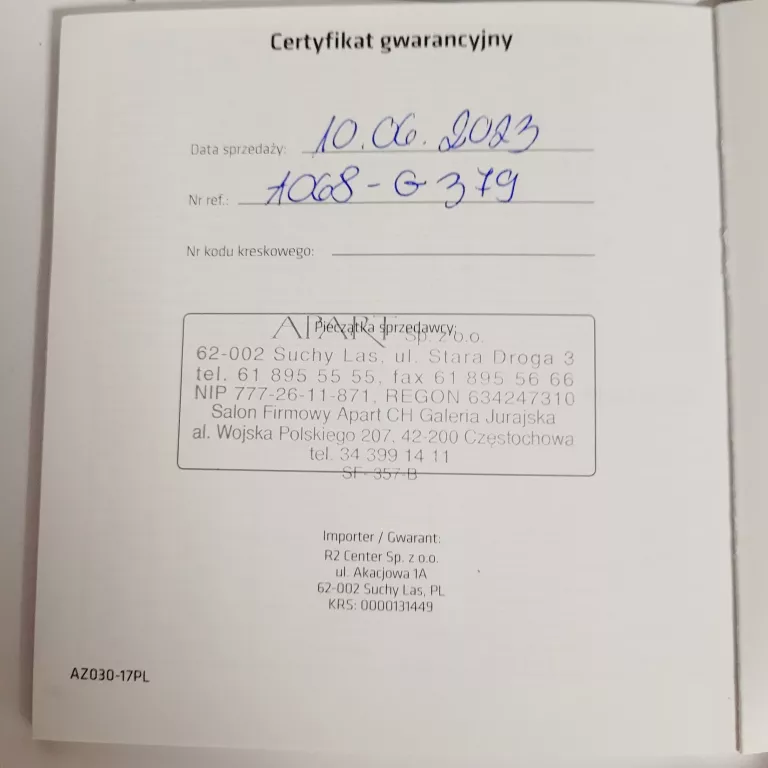 Certyfikat gwarancyjny
Data sprzedaży: 10.06.2023
Nr ref.: 1068-G379
Nr kodu kreskowego:
Pieczątka sprzedawcy:
APART Sp. z o.o.
62-002 Suchy Las, ul. Stara Droga 3
tel. 61 895 55 55, fax 61 895 56 66
NIP 777-26-11-871, REGON 634247310
Salon Firmowy Apart CH Galeria Jurajska
al. Wojska Polskiego 207, 42-200 Częstochowa
tel. 34 399 14 11
SF-357-B
Importer / Gwarant:
R2 Center Sp. z o.o.
ul. Akacjowa 1A
62-002 Suchy Las, PL
KRS: 0000131449
AZ030-17PL